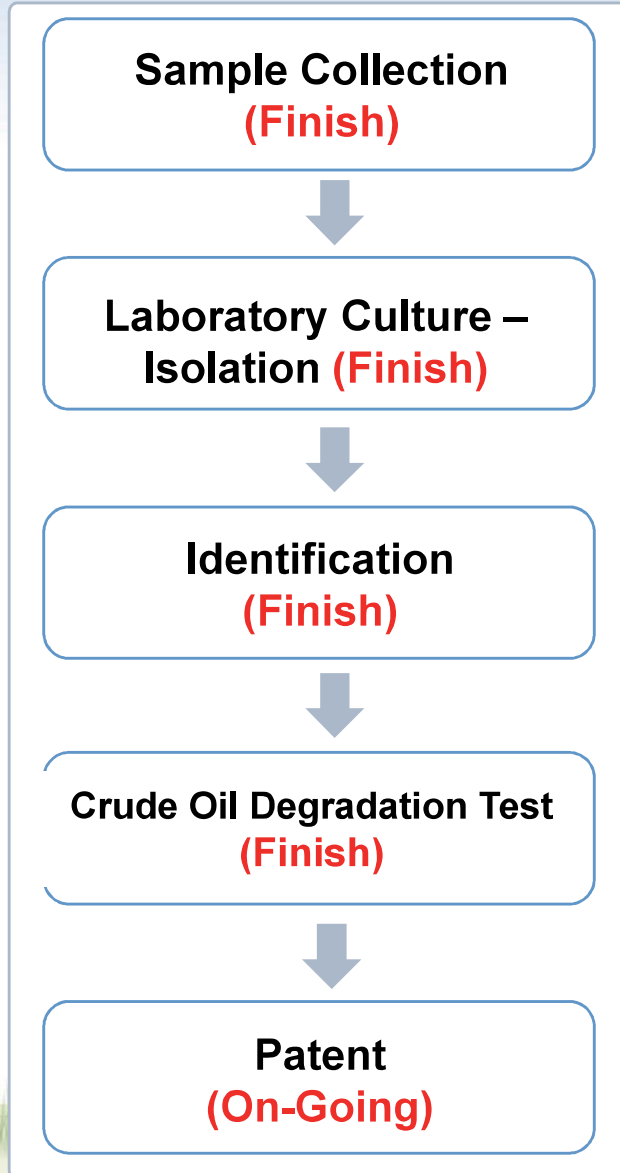 Sample Collection
(Finish)
Laboratory Culture –
Isolation (Finish)
Identification
(Finish)
Crude Oil Degradation Test
(Finish)
Patent
(On-Going)